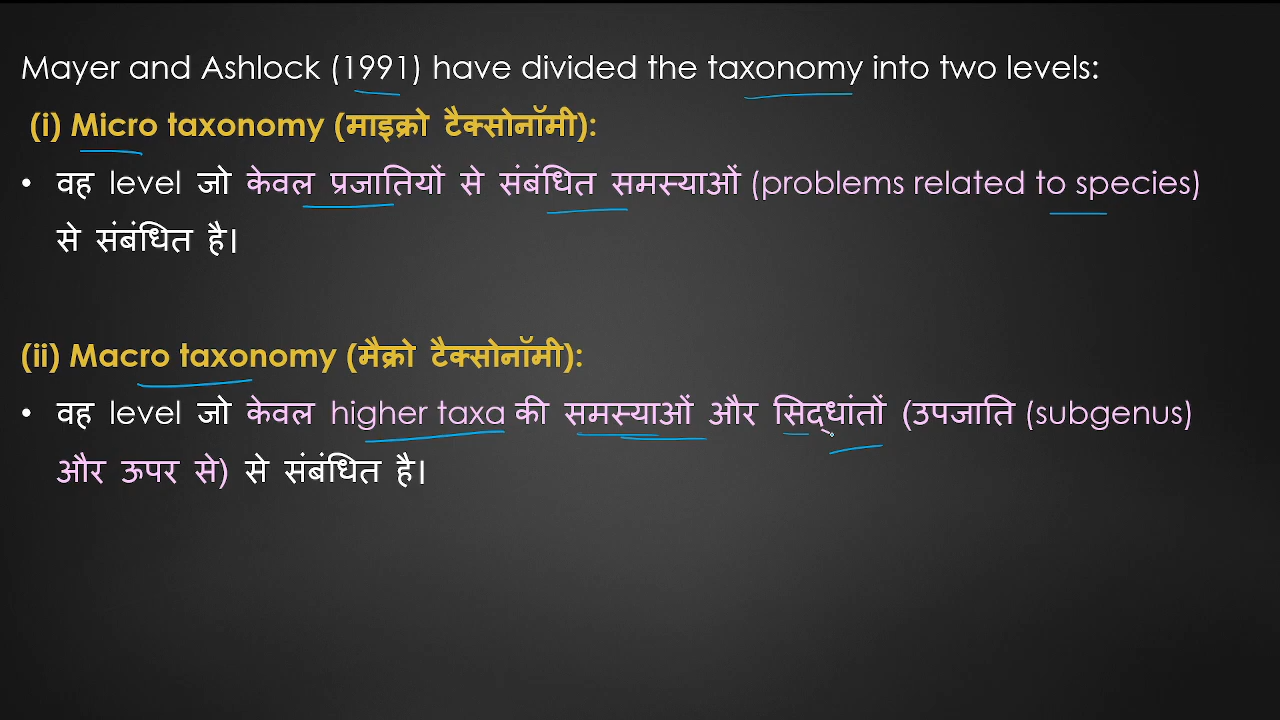 Mayer and Ashlock (1991) have divided the taxonomy into two levels:
(i) Micro taxonomy (माइक्रो टैक्सोनॉमी):
• वह level जो केवल प्रजातियों से संबंधित समस्याओं (problems related to species)
से संबंधित है।
(ii) Macro taxonomy (मैक्रो टैक्सोनॉमी):
• वह level जो केवल higher taxa की समस्याओं और सिद्धांतों (उपजाति (subgenus)
और ऊपर से) से संबंधित है।